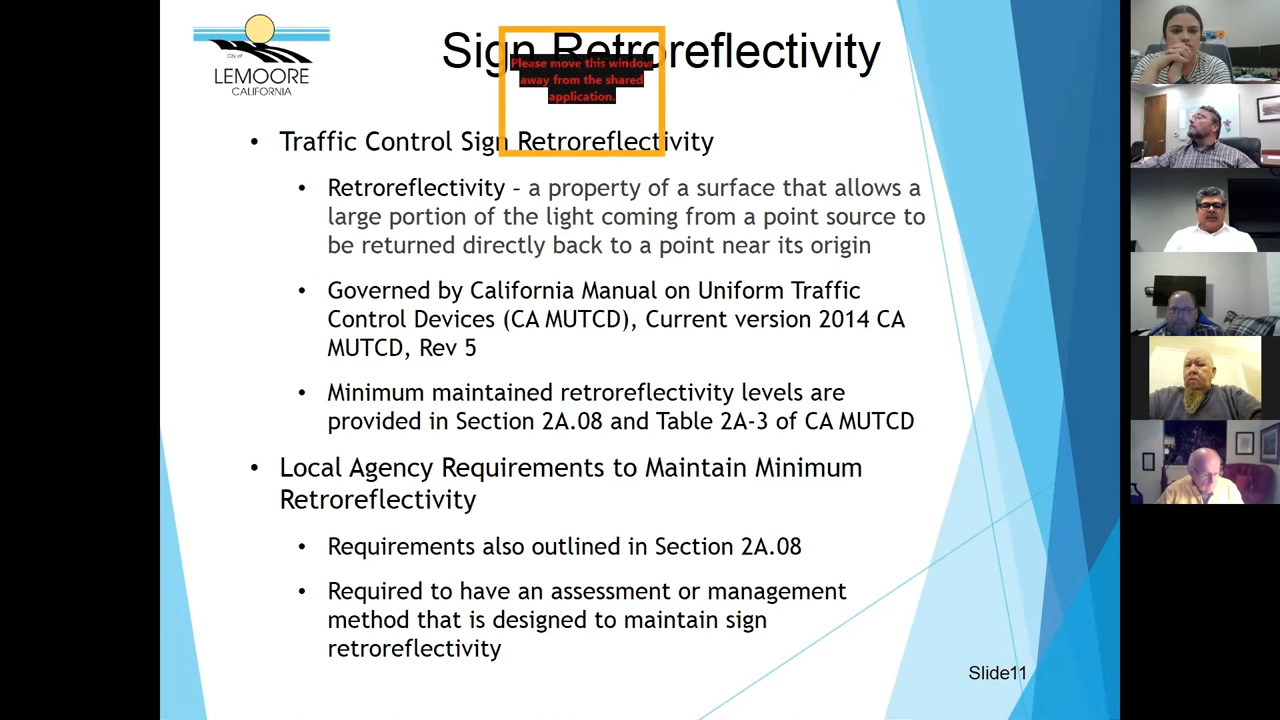 City of
LEMOORE
CALIFORNIA
Sign Retroreflectivity
Please move this window
away from the shared
application.
• Traffic Control Sign Retroreflectivity
• Retroreflectivity – a property of a surface that allows a
large portion of the light coming from a point source to
be returned directly back to a point near its origin
• Governed by California Manual on Uniform Traffic
Control Devices (CA MUTCD), Current version 2014 CA
MUTCD, Rev 5
• Minimum maintained retroreflectivity levels are
provided in Section 2A.08 and Table 2A-3 of CA MUTCD
• Local Agency Requirements to Maintain Minimum
Retroreflectivity
• Requirements also outlined in Section 2A.08
• Required to have an assessment or management
method that is designed to maintain sign
retroreflectivity
Slide11